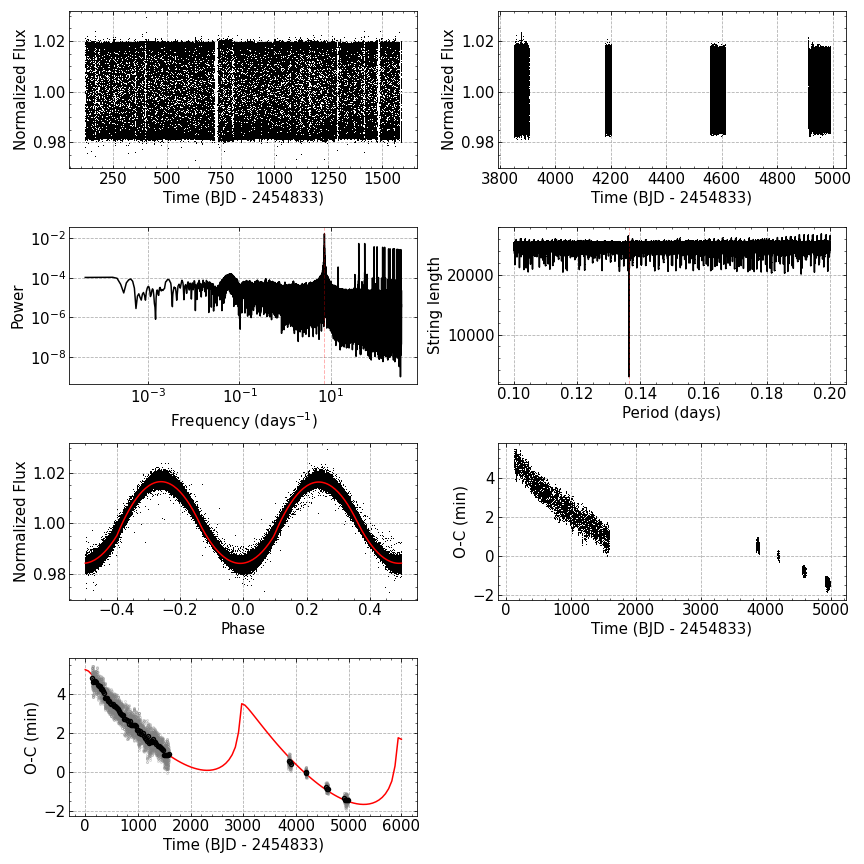 1.02
1.00
0.98
Normalized Flux
250 500 750 1000 1250 1500
Time (BJD - 2454833)
1.02
1.00
0.98
Normalized Flux
3800 4000 4200 4400 4600 4800 5000
Time (BJD - 2454833)
10−2
10−4
10−6
10−8
Power
10−3 10−1 101
Frequency (days−1)
20000
10000
String length
0.10 0.12 0.14 0.16 0.18 0.20
Period (days)
1.02
1.00
0.98
Normalized Flux
−0.4 −0.2 0.0 0.2 0.4
Phase
4
2
0
−2
O-C (min)
0 1000 2000 3000 4000 5000
Time (BJD - 2454833)
4
2
0
−2
O-C (min)
0 1000 2000 3000 4000 5000 6000
Time (BJD - 2454833)